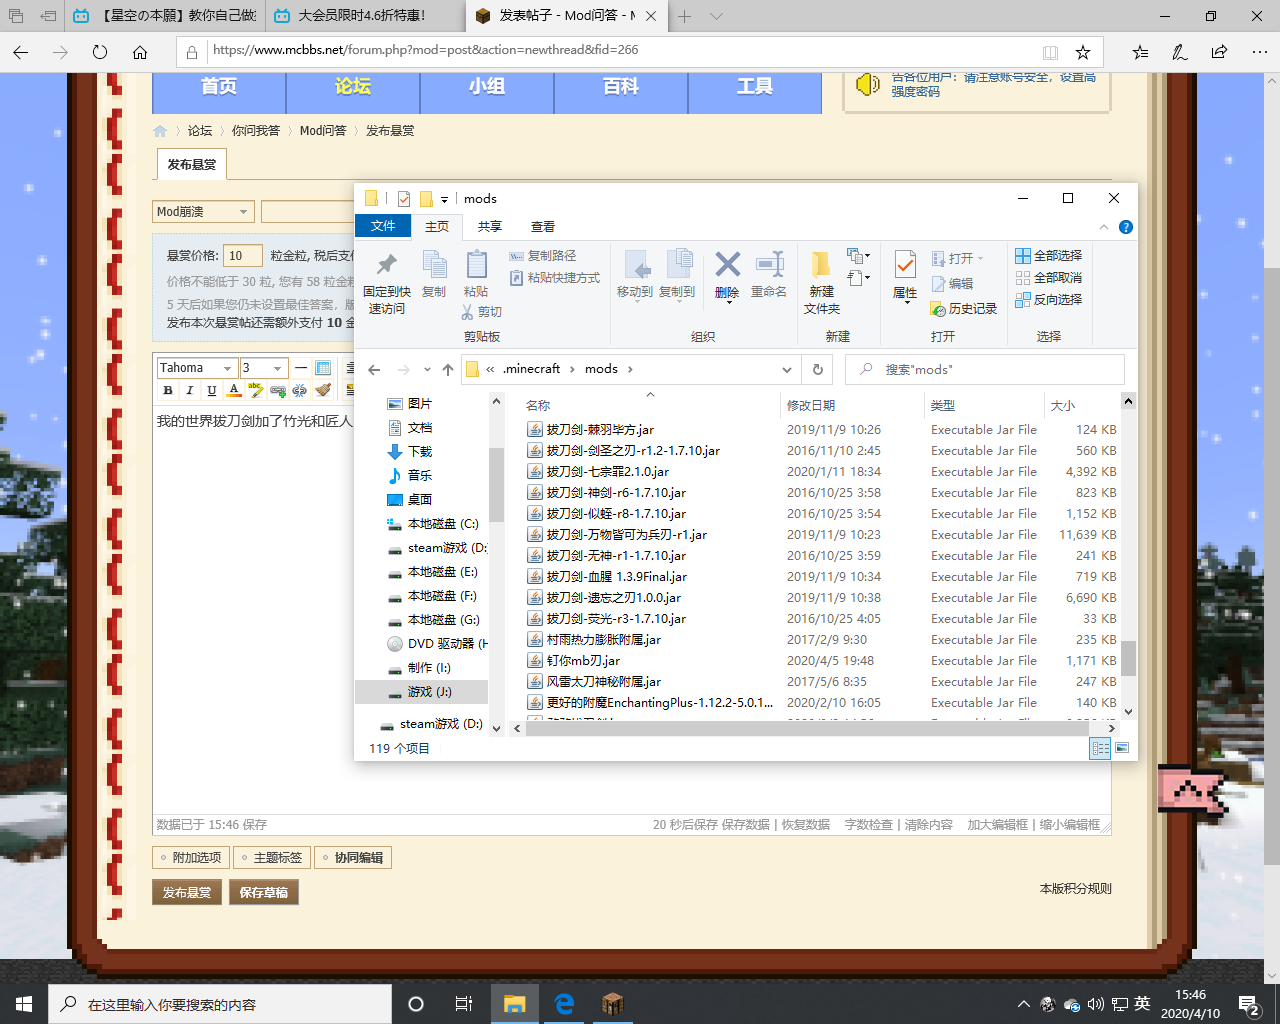 【星空の本願】教你自己做
大会员限时4.6折特惠！
发表帖子 - Mod问答 - M
https://www.mcbbs.net/forum.php?mod=post&action=newthread&fid=266
首页 论坛 小组 百科 工具
告各位用户：请注意账号安全，设置高
强度密码
论坛 你问我答 Mod问答 发布悬赏
发布悬赏
Mod崩溃
悬赏价格: 10 粒金粒, 税后支付
价格不能低于 30 粒, 您有 58 粒金粒
5 天后如果您仍未设置最佳答案，版
发布本次悬赏帖还需额外支付 10 金
Tahoma 3
B I U A abc
我的世界拔刀剑加了竹光和匠人
mods
文件 主页 共享 查看
固定到快
速访问
复制
粘贴
复制路径
粘贴快捷方式
剪切
剪贴板
移动到 复制到 删除 重命名
组织
新建
文件夹
新建
属性
打开
编辑
历史记录
打开
全部选择
全部取消
反向选择
选择
« .minecraft › mods ›
搜索"mods"
图片
文档
下载
音乐
桌面
本地磁盘 (C:)
steam游戏 (D:)
本地磁盘 (E:)
本地磁盘 (F:)
本地磁盘 (G:)
DVD 驱动器 (H
制作 (I:)
游戏 (J:)
steam游戏 (D:)
名称 修改日期 类型 大小
拔刀剑-棘羽毕方.jar 2019/11/9 10:26 Executable Jar File 124 KB
拔刀剑-剑圣之刃-r1.2-1.7.10.jar 2016/11/10 2:45 Executable Jar File 560 KB
拔刀剑-七宗罪2.1.0.jar 2020/1/11 18:34 Executable Jar File 4,392 KB
拔刀剑-神剑-r6-1.7.10.jar 2016/10/25 3:58 Executable Jar File 823 KB
拔刀剑-似蛭-r8-1.7.10.jar 2016/10/25 3:54 Executable Jar File 1,152 KB
拔刀剑-万物皆可为兵刃-r1.jar 2019/11/9 10:23 Executable Jar File 11,639 KB
拔刀剑-无神-r1-1.7.10.jar 2016/10/25 3:59 Executable Jar File 241 KB
拔刀剑-血腥 1.3.9Final.jar 2019/11/9 10:34 Executable Jar File 719 KB
拔刀剑-遗忘之刃1.0.0.jar 2019/11/9 10:38 Executable Jar File 6,690 KB
拔刀剑-荧光-r3-1.7.10.jar 2016/10/25 4:05 Executable Jar File 33 KB
村雨热力膨胀附属.jar 2017/2/9 9:30 Executable Jar File 235 KB
钉你mb刃.jar 2020/4/5 19:48 Executable Jar File 1,171 KB
风雷太刀神秘附属.jar 2017/5/6 8:35 Executable Jar File 247 KB
更好的附魔EnchantingPlus-1.12.2-5.0.1... 2020/2/10 16:05 Executable Jar File 140 KB
119 个项目
数据已于 15:46 保存
20 秒后保存 保存数据 | 恢复数据 字数检查 | 清除内容 加大编辑框 | 缩小编辑框
附加选项 主题标签 协同编辑
发布悬赏 保存草稿
本版积分规则
在这里输入你要搜索的内容
英
15:46
2020/4/10
2